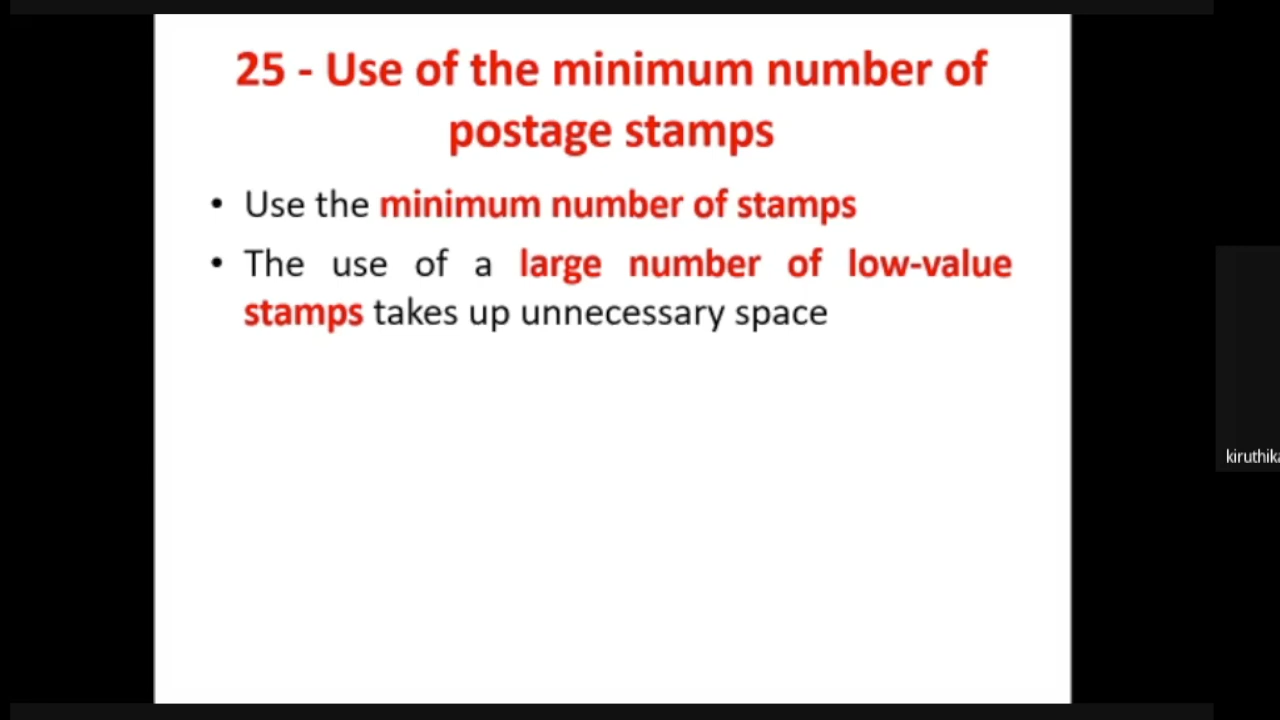 25 - Use of the minimum number of
postage stamps
• Use the minimum number of stamps
• The use of a large number of low-value
stamps takes up unnecessary space